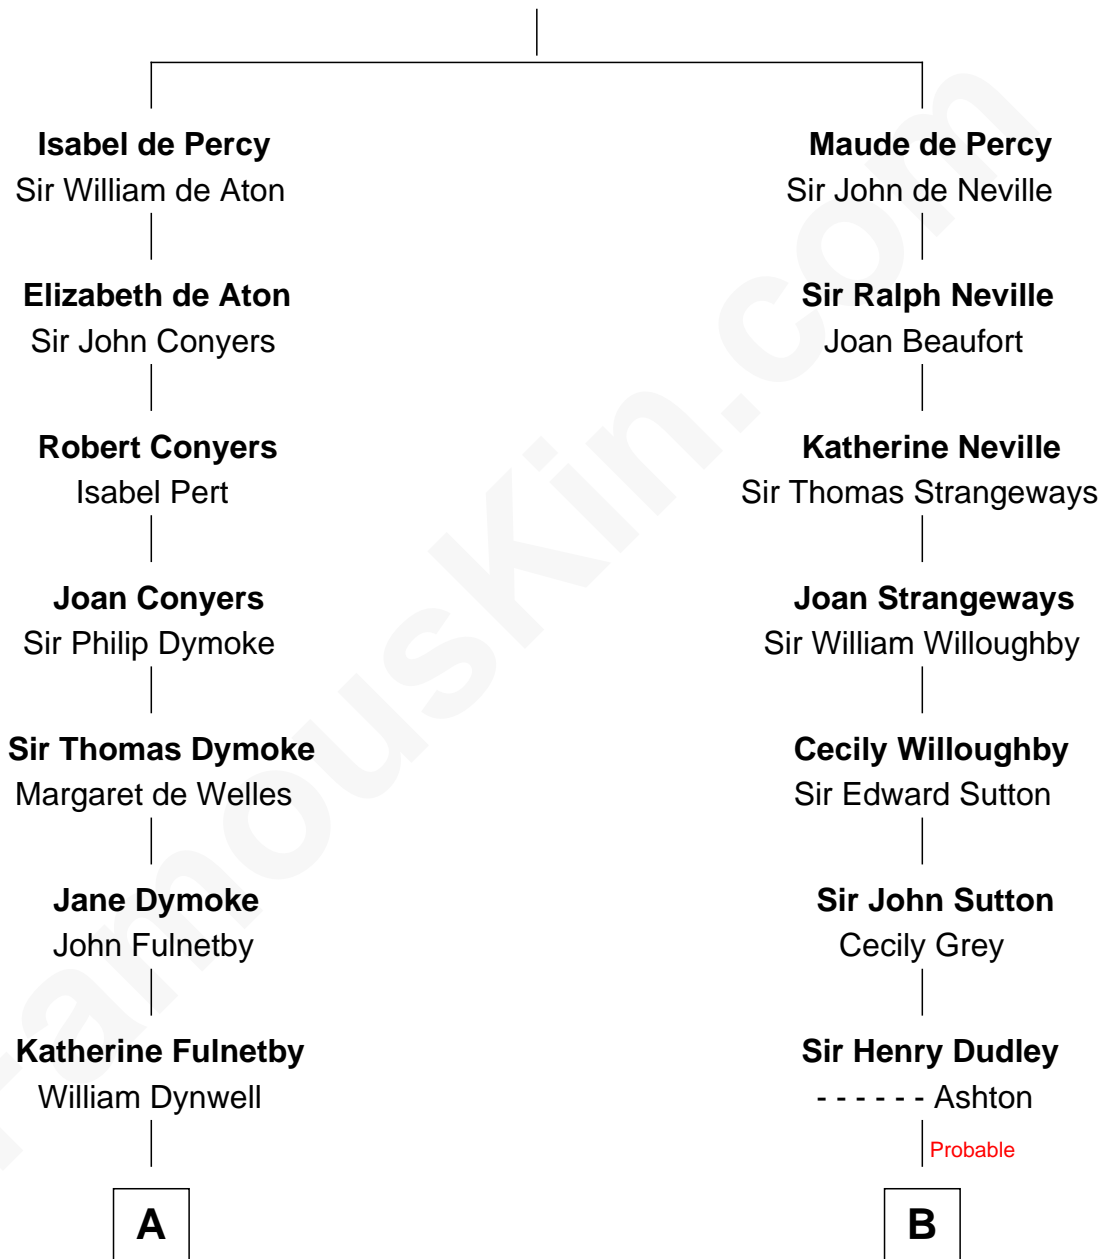 Isabel de Percy
Sir William de Aton
Maude de Percy
Sir John de Neville
Elizabeth de Aton
Sir John Conyers
Sir Ralph Neville
Joan Beaufort
Robert Conyers
Isabel Pert
Katherine Neville
Sir Thomas Strangeways
Joan Conyers
Sir Philip Dymoke
Joan Strangeways
Sir William Willoughby
Sir Thomas Dymoke
Margaret de Welles
Cecily Willoughby
Sir Edward Sutton
Jane Dymoke
John Fulnetby
Sir John Sutton
Cecily Grey
Katherine Fulnetby
William Dynwell
Sir Henry Dudley
- - - - - - Ashton
Probable
A
B
FamousKin.com